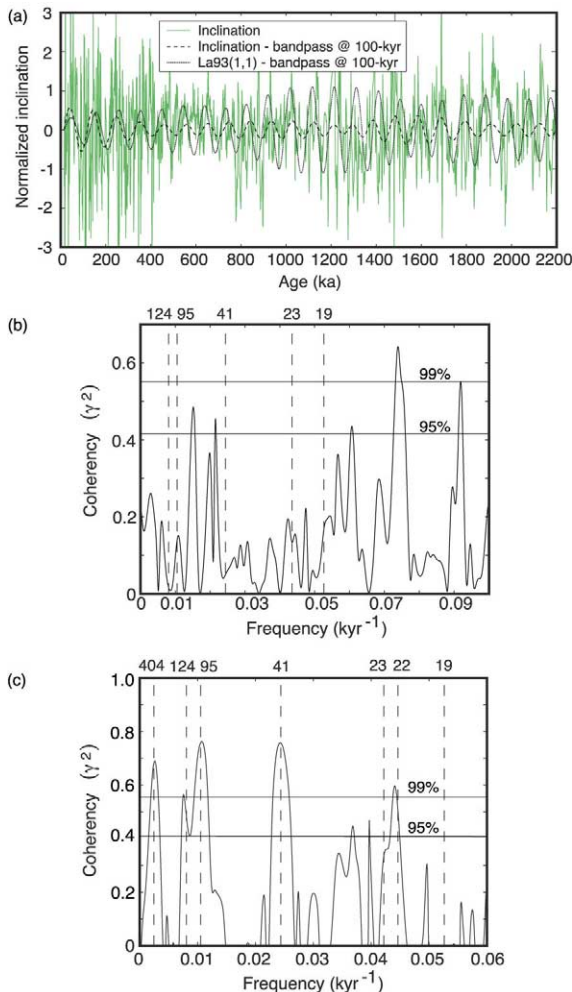 (a)
3
2
1
0
-1
-2
-3
Normalized inclination
Inclination
Inclination - bandpass @ 100-kyr
La93(1,1) - bandpass @ 100-kyr
0 200 400 600 800 1000 1200 1400 1600 1800 2000 2200
Age (ka)
(b)
124 95 41 23 19
0.6
0.4
0.2
0
Coherency (γ²)
99%
95%
0 0.01 0.03 0.05 0.07 0.09
Frequency (kyr⁻¹)
(c)
404 124 95 41 23 22 19
1.0
0.8
0.6
0.4
0.2
0
Coherency (γ²)
99%
95%
0 0.01 0.02 0.03 0.04 0.05 0.06
Frequency (kyr⁻¹)